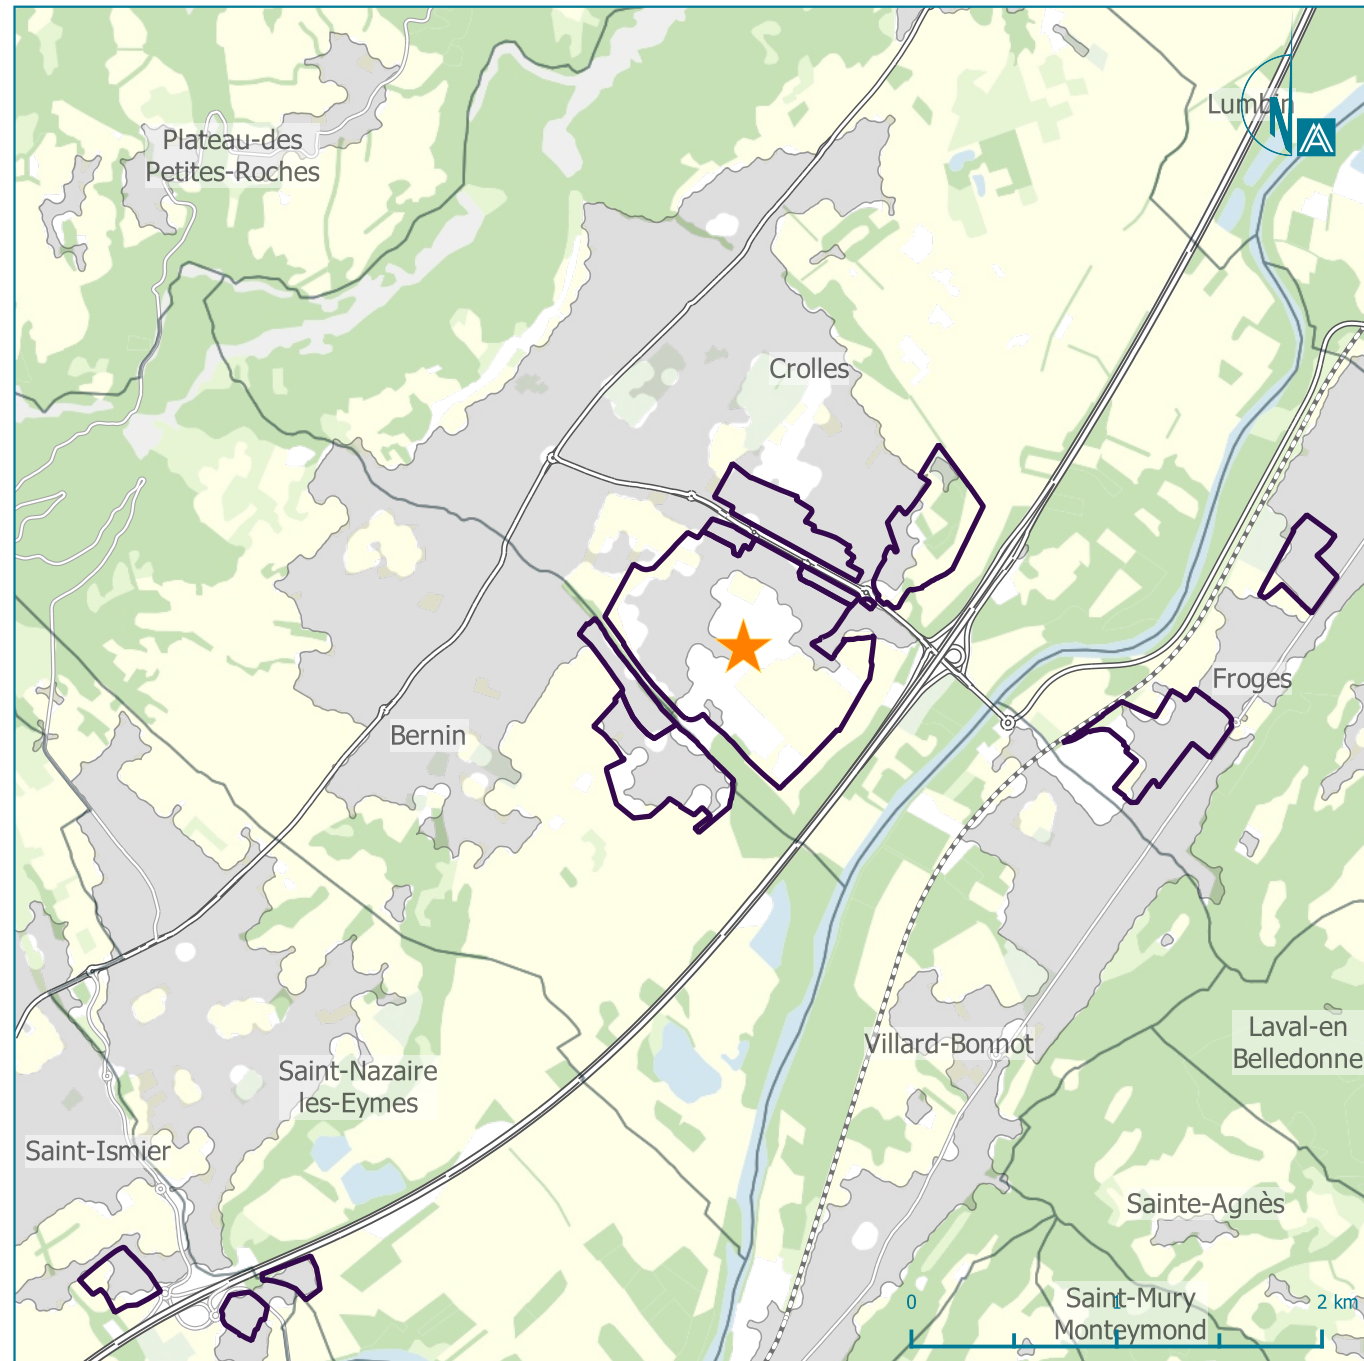 Lumbin
N
Plateau-des
Petites-Roches
Crolles
Froges
Bernin
Villard-Bonnot
Laval-en
Belledonne
Saint-Nazaire
les-Eymes
Saint-Ismier
Sainte-Agnès
Saint-Mury
Monteymond
0 1 2 km